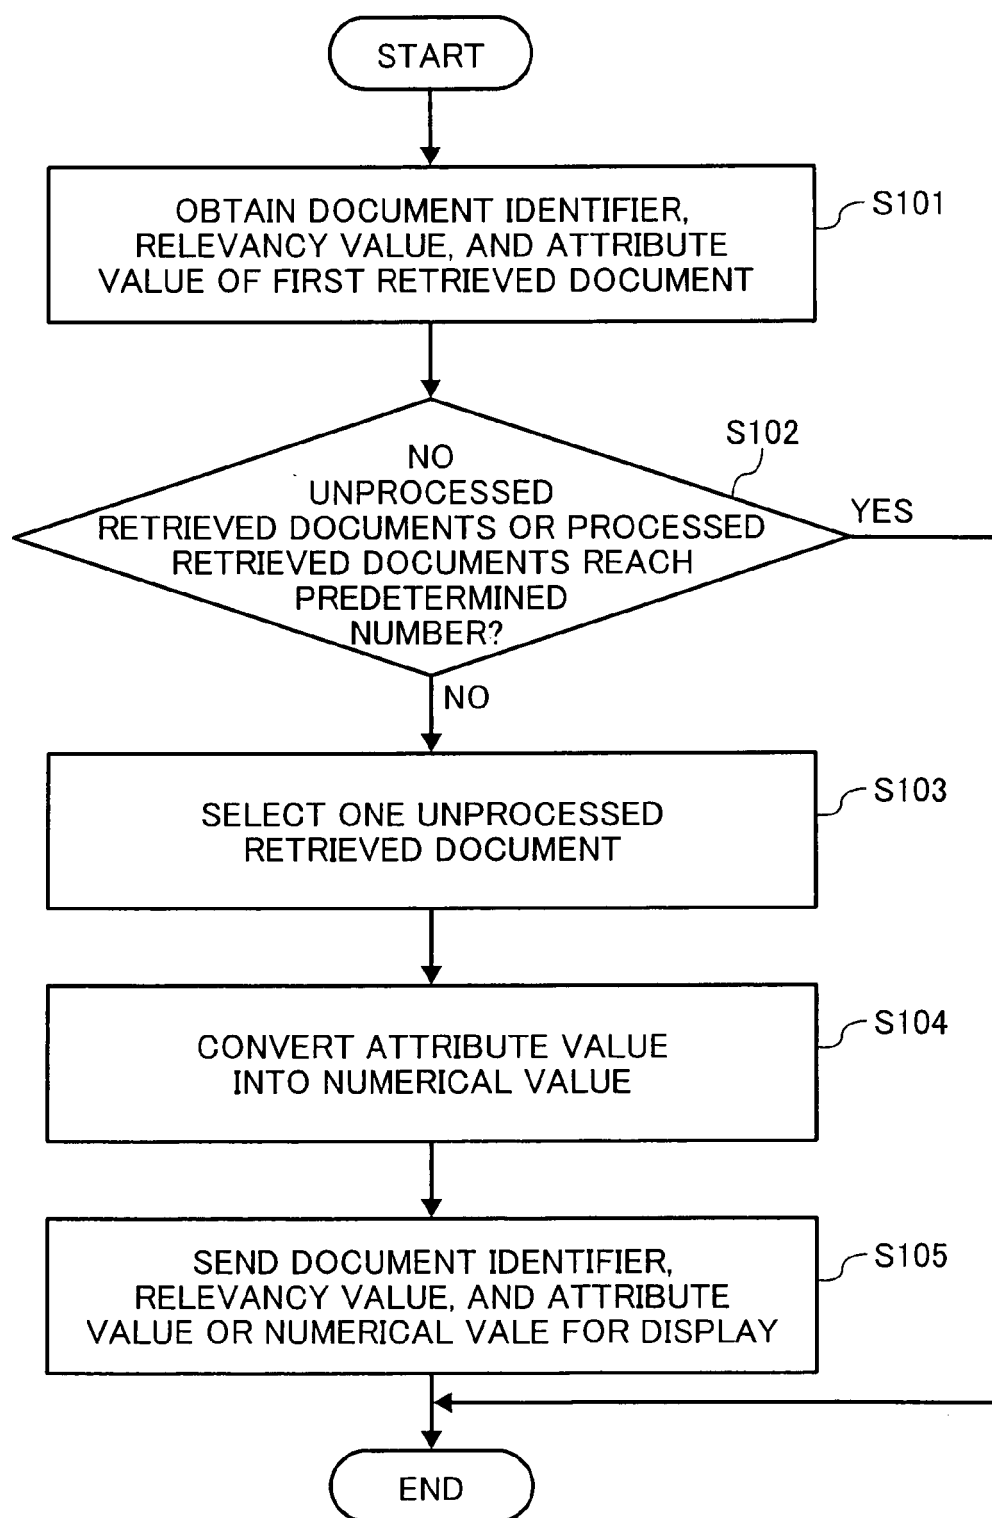 START
OBTAIN DOCUMENT IDENTIFIER,
RELEVANCY VALUE, AND ATTRIBUTE
VALUE OF FIRST RETRIEVED DOCUMENT
S101
S102
NO
UNPROCESSED
RETRIEVED DOCUMENTS OR PROCESSED
RETRIEVED DOCUMENTS REACH
PREDETERMINED
NUMBER?
YES
NO
SELECT ONE UNPROCESSED
RETRIEVED DOCUMENT
S103
CONVERT ATTRIBUTE VALUE
INTO NUMERICAL VALUE
S104
SEND DOCUMENT IDENTIFIER,
RELEVANCY VALUE, AND ATTRIBUTE
VALUE OR NUMERICAL VALE FOR DISPLAY
S105
END